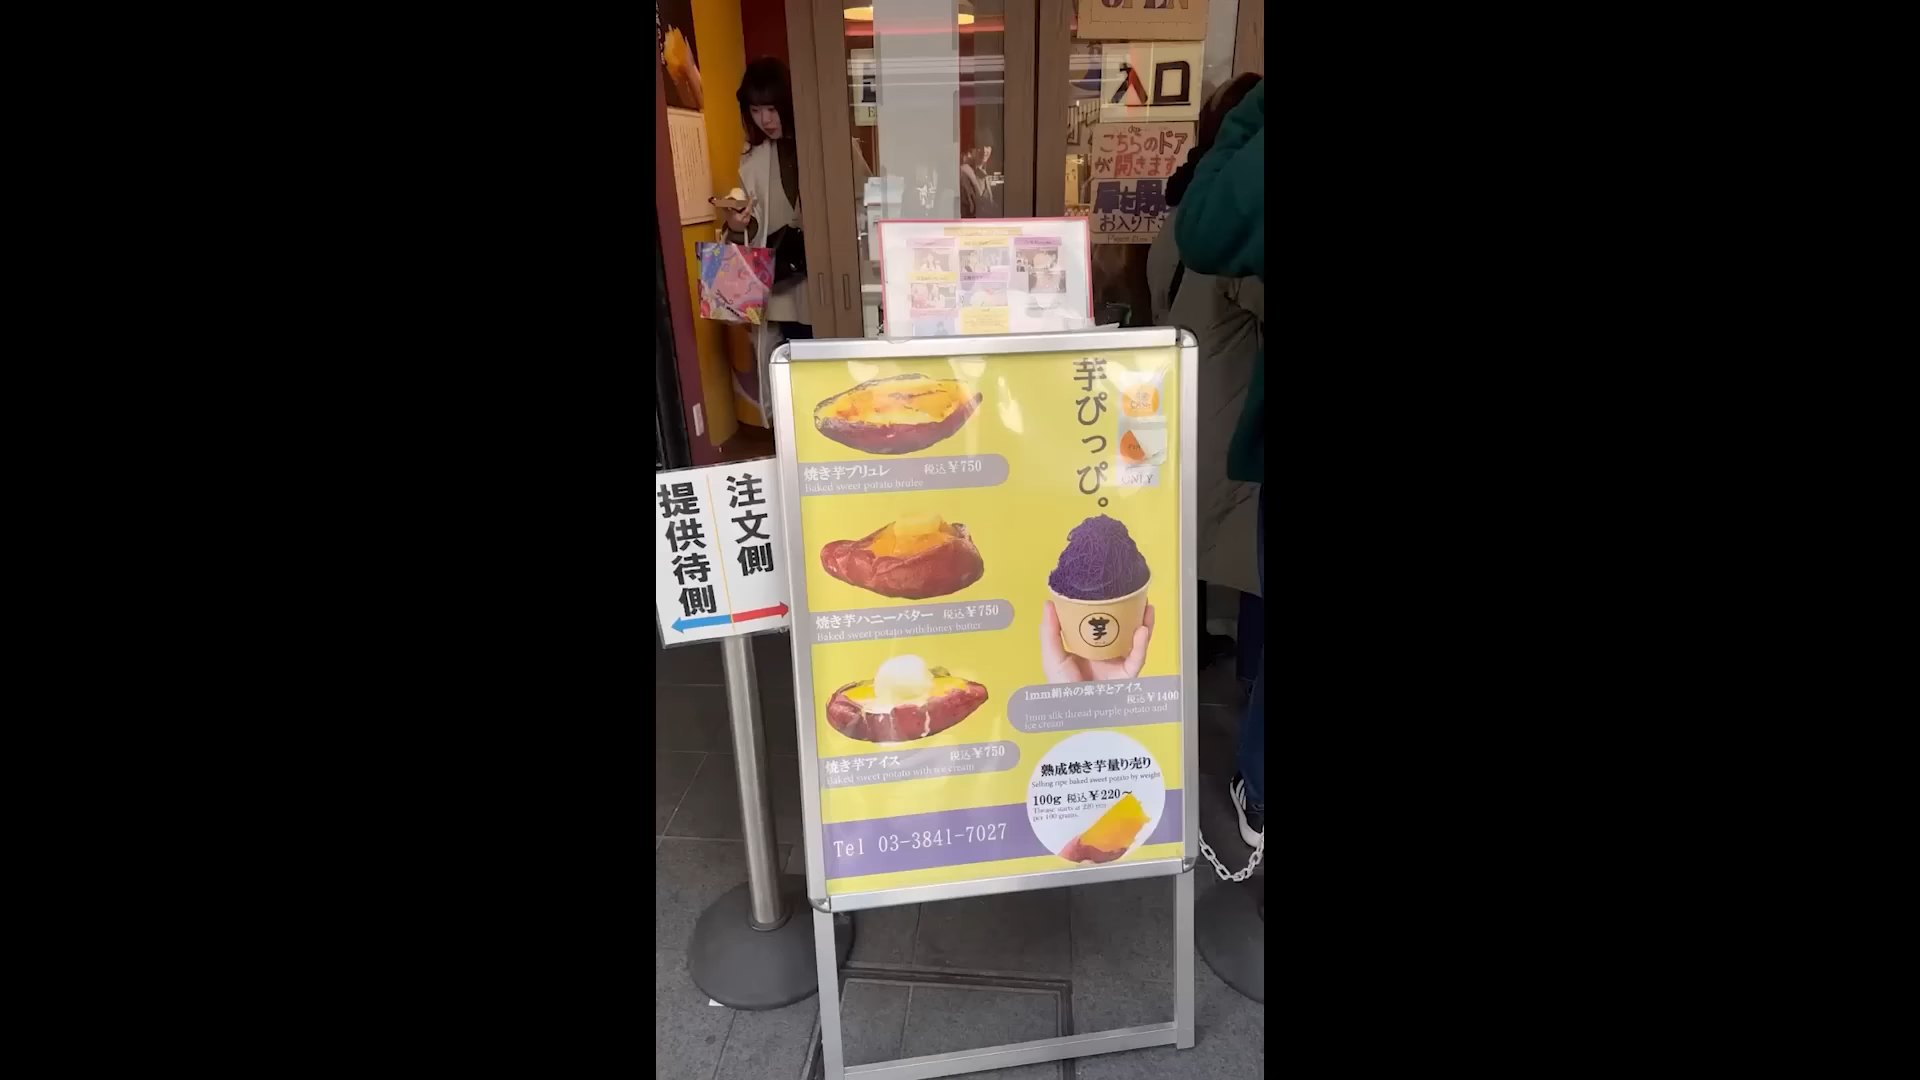 OPEN
入口
こちらのドア
が開きます
お入り下さ
提供待側
注文側
芋ぴっぴ。
ONLY
焼き芋ブリュレ 税込¥750
Baked sweet potato brulee
焼き芋ハニーバター 税込¥750
Baked sweet potato with honey butter
焼き芋アイス 税込¥750
Baked sweet potato with ice cream
芋
1mm絹糸の紫芋とアイス
税込¥1400
1mm silk thread purple potato and
ice cream
熟成焼き芋量り売り
Selling ripe baked sweet potato by weight
100g 税込¥220～
per 100 grams.
Tel 03-3841-7027